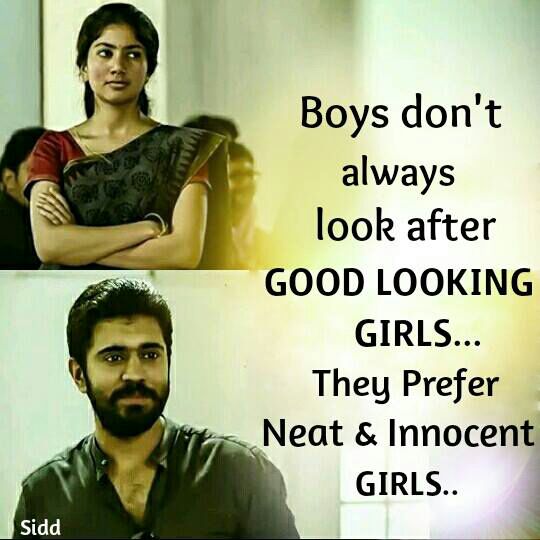 Boys don't
always
look after
GOOD LOOKING
GIRLS...
They Prefer
Neat & Innocent
GIRLS..
Sidd